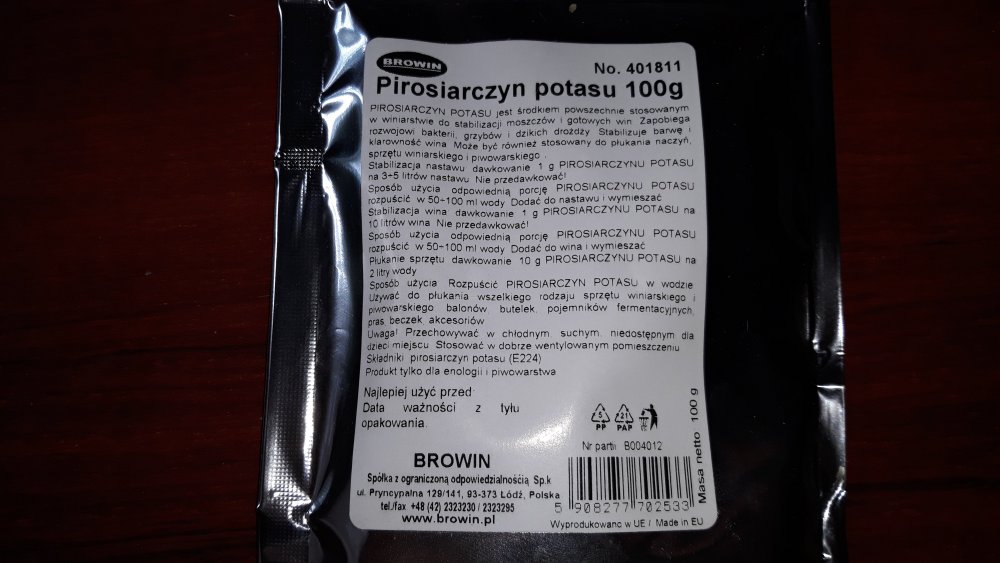 BROWIN
No. 401811
Pirosiarczyn potasu 100g
PIROSIARCZYN POTASU jest środkiem powszechnie stosowanym
w winiarstwie do stabilizacji moszczów i gotowych win. Zapobiega
rozwojowi bakterii, grzybów i dzikich drożdży. Stabilizuje barwę i
klarowność wina. Może być również stosowany do płukania naczyń,
sprzętu winiarskiego i piwowarskiego .
Stabilizacja nastawu dawkowanie 1 g PIROSIARCZYNU POTASU
na 3÷5 litrów nastawu. Nie przedawkować!
Sposób użycia odpowiednią porcję PIROSIARCZYNU POTASU
rozpuścić w 50÷100 ml wody. Dodać do nastawu i wymieszać
Stabilizacja wina: dawkowanie 1 g PIROSIARCZYNU POTASU na
10 litrów wina. Nie przedawkować!
Sposób użycia odpowiednią porcję PIROSIARCZYNU POTASU
rozpuścić w 50÷100 ml wody. Dodać do wina i wymieszać
Płukanie sprzętu dawkowanie 10 g PIROSIARCZYNU POTASU na
2 litry wody
Sposób użycia Rozpuścić PIROSIARCZYN POTASU w wodzie
Używać do płukania wszelkiego rodzaju sprzętu winiarskiego i
piwowarskiego balonów butelek, pojemników fermentacyjnych,
pras, beczek, akcesoriów
Uwaga! Przechowywać w chłodnym, suchym, niedostępnym dla
dzieci miejscu. Stosować w dobrze wentylowanym pomieszczeniu
Składniki pirosiarczyn potasu (E224)
Produkt tylko dla enologii i piwowarstwa
Najlepiej użyć przed:
Data ważności z tyłu
opakowania.
5
PP
21
PAP
Nr partii B004012
BROWIN
Spółka z ograniczoną odpowiedzialnośćią Sp.k
ul. Pryncypalna 129/141, 93-373 Łódź, Polska
tel./fax +48 (42) 2323230 / 2323295
www.browin.pl
5 908277 702533
Wyprodukowano w UE / Made in EU
Masa netto 100 g